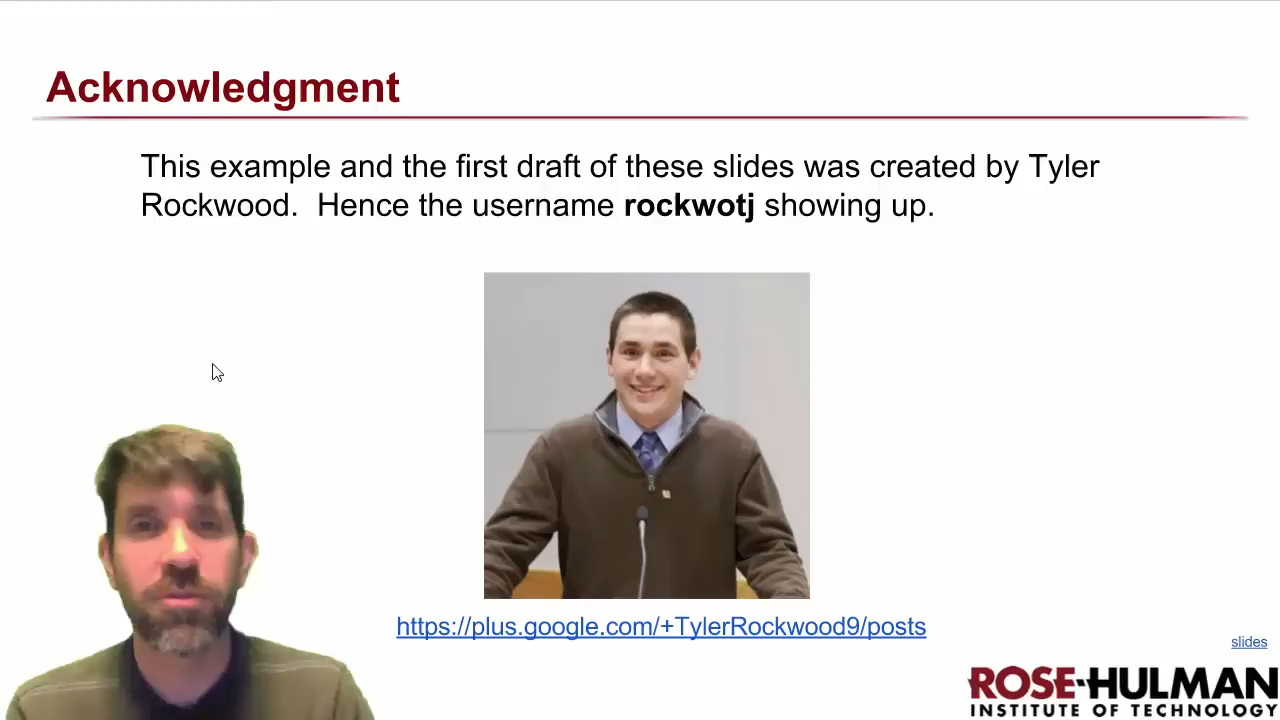 Acknowledgment
This example and the first draft of these slides was created by Tyler
Rockwood.  Hence the username rockwotj showing up.
https://plus.google.com/+TylerRockwood9/posts
slides
ROSE-HULMAN
INSTITUTE OF TECHNOLOGY